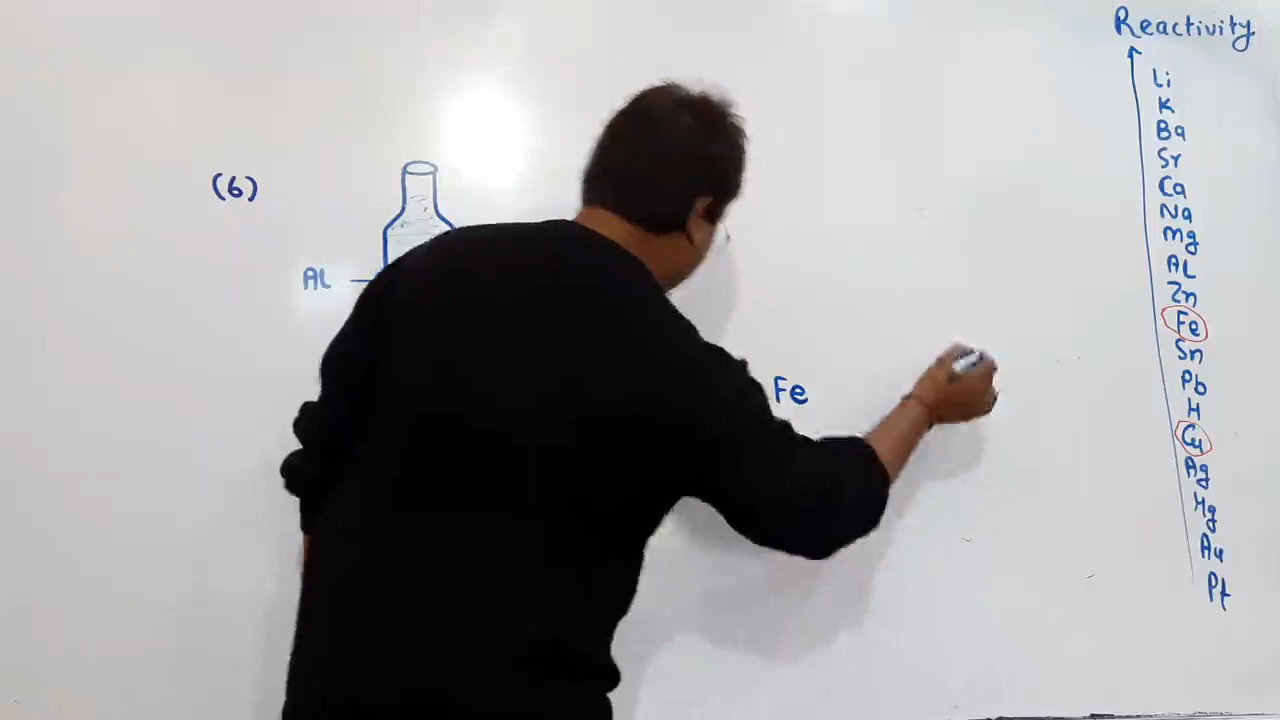 Reactivity
Li
K
Ba
Sr
Ca
Na
Mg
Al
Zn
Fe
Sn
Pb
H
Cu
Ag
Hg
Au
Pt
(6)
Al
Fe